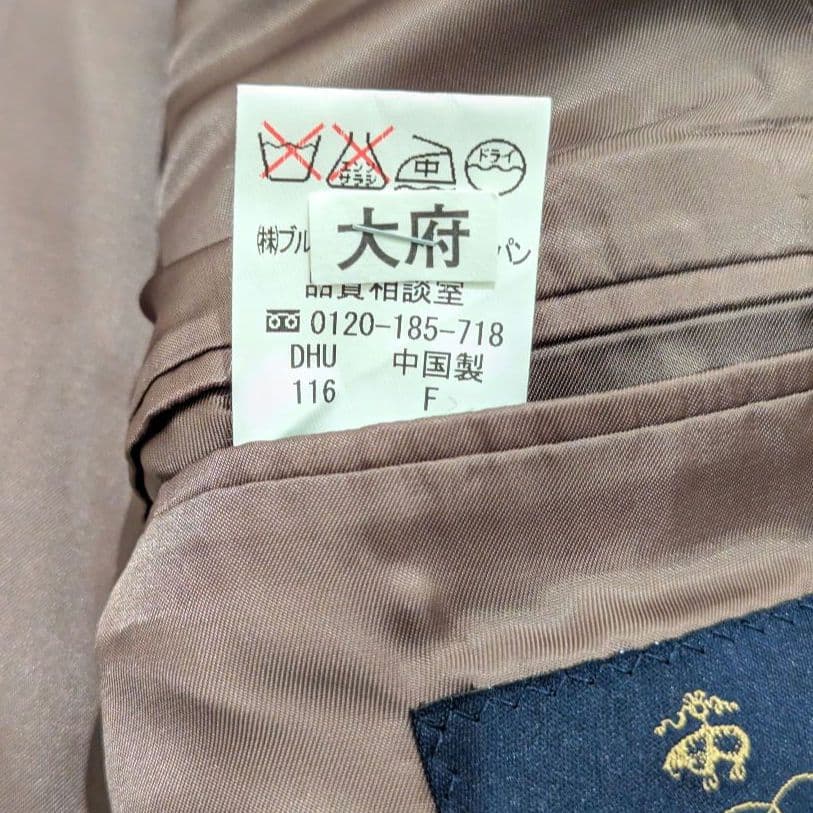 エンソ
サラシ
中
ドライ
㈱ブル
大府
パン
品質相談室
0120-185-718
DHU 中国製
116 F